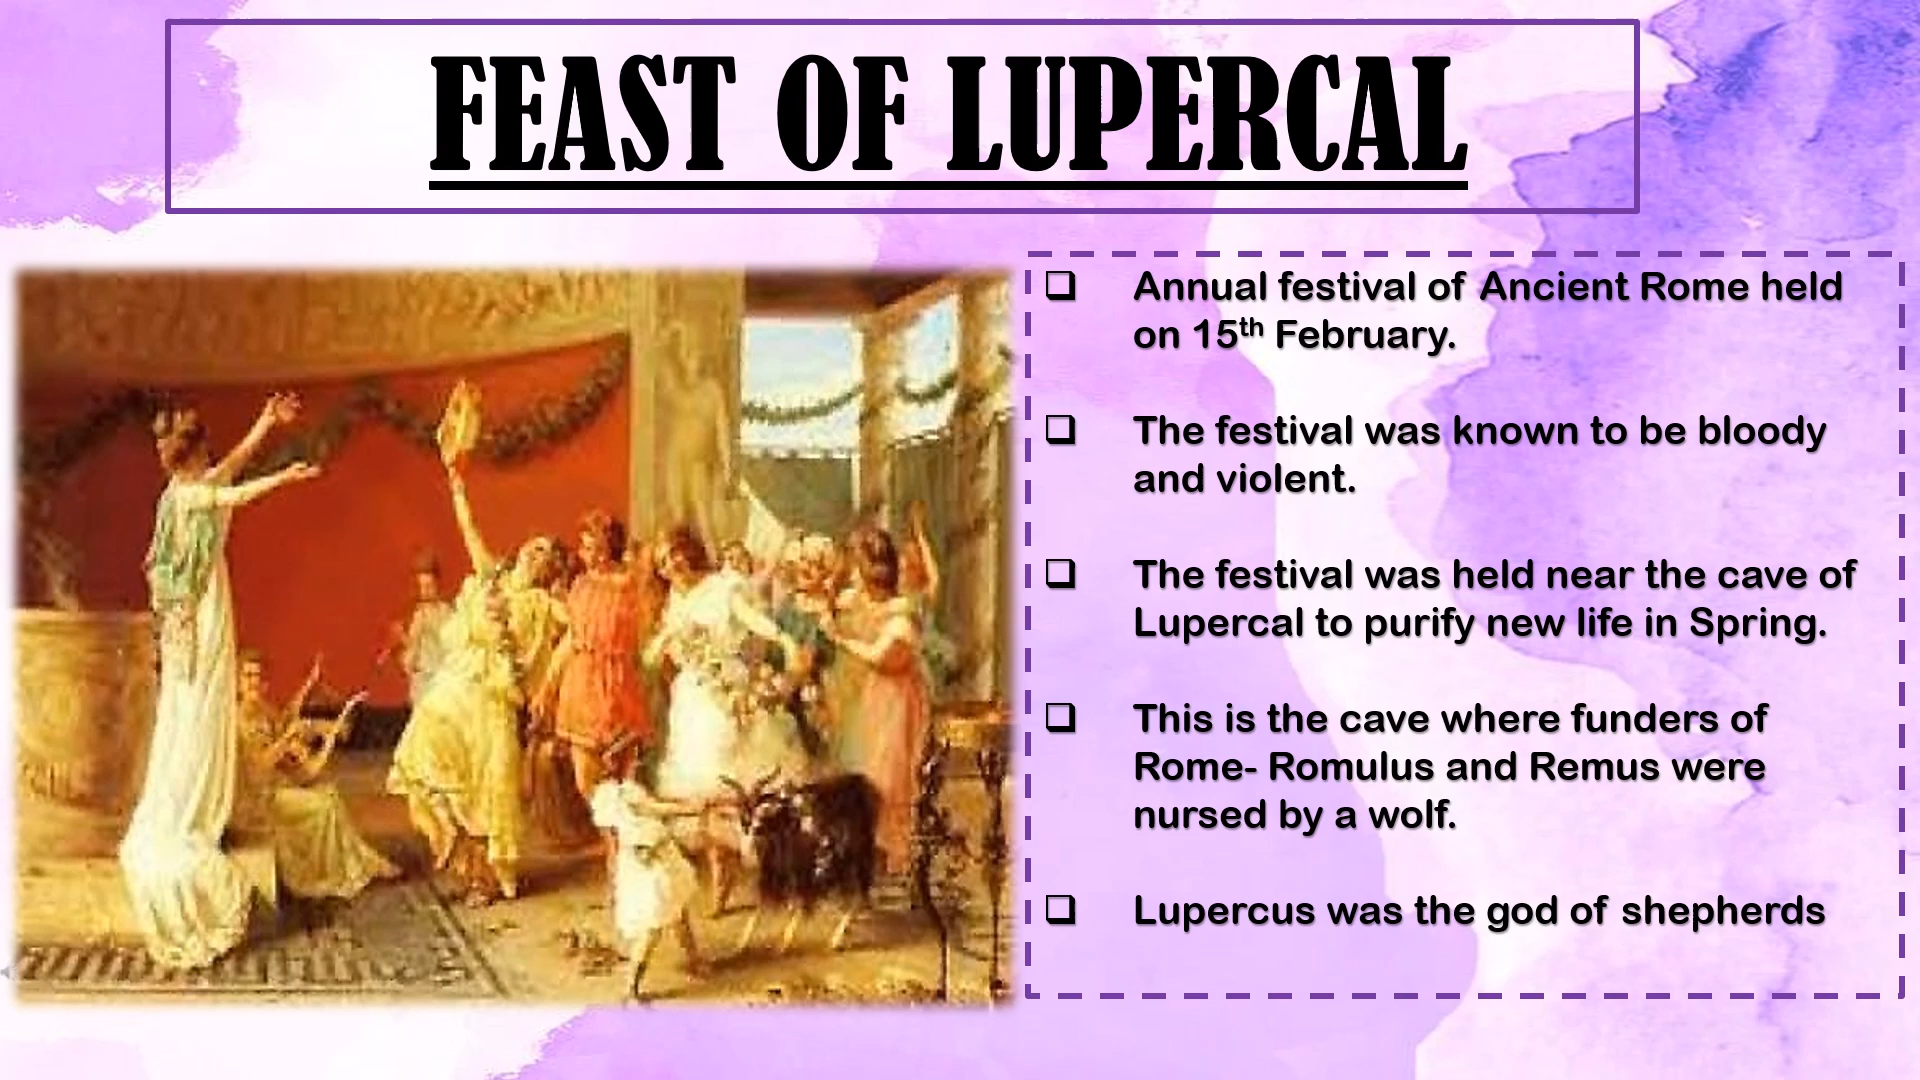 FEAST OF LUPERCAL
❑ Annual festival of Ancient Rome held
on 15th February.
❑ The festival was known to be bloody
and violent.
❑ The festival was held near the cave of
Lupercal to purify new life in Spring.
❑ This is the cave where funders of
Rome- Romulus and Remus were
nursed by a wolf.
❑ Lupercus was the god of shepherds